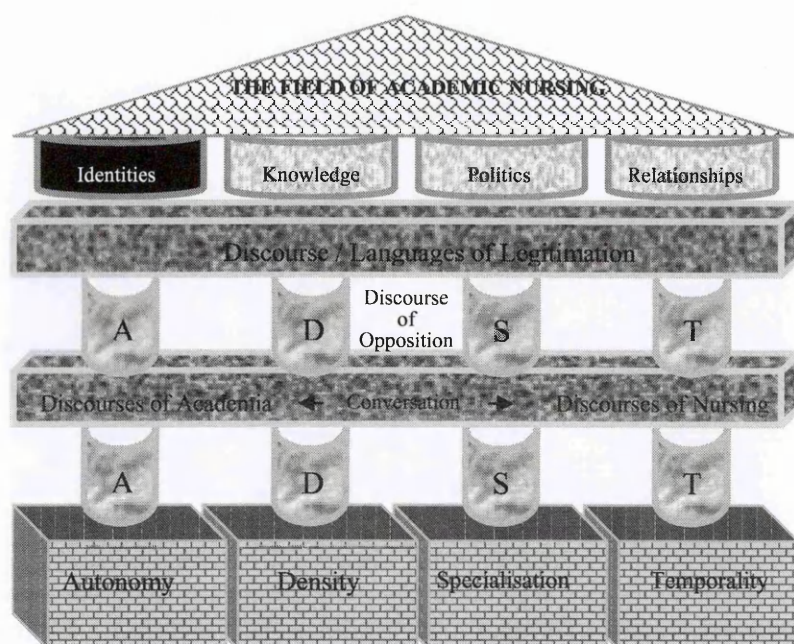 THE FIELD OF ACADEMIC NURSING
Identities Knowledge Politics Relationships
Discourse / Languages of Legitimation
A D S T
Discourse
of
Opposition
Discourses of Academia Conversation Discourses of Nursing
A D S T
Autonomy Density Specialisation Temporality